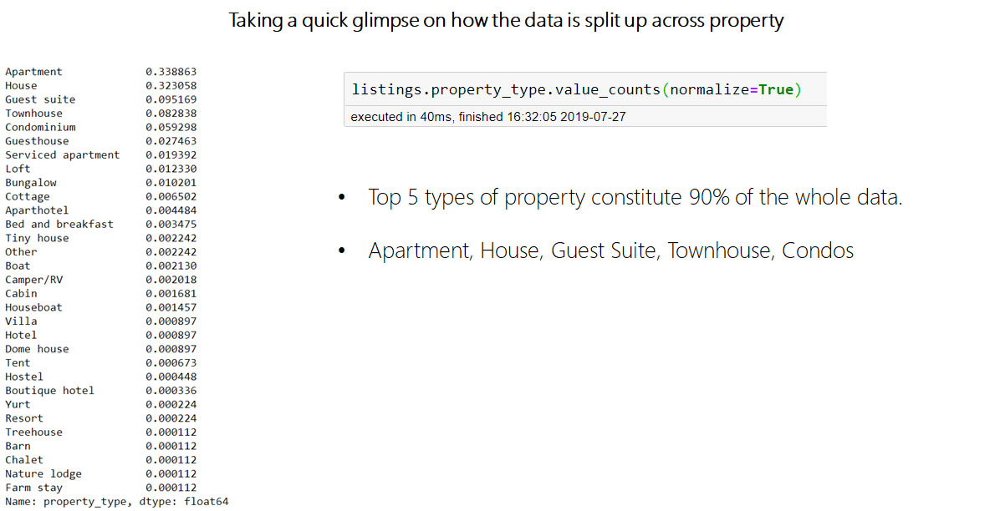 Taking a quick glimpse on how the data is split up across property
Apartment 0.338863
House 0.323058
Guest suite 0.095169
Townhouse 0.082838
Condominium 0.059298
Guesthouse 0.027463
Serviced apartment 0.019392
Loft 0.012330
Bungalow 0.010201
Cottage 0.006502
Aparthotel 0.004484
Bed and breakfast 0.003475
Tiny house 0.002242
Other 0.002242
Boat 0.002130
Camper/RV 0.002018
Cabin 0.001681
Houseboat 0.001457
Villa 0.000897
Hotel 0.000897
Dome house 0.000897
Tent 0.000673
Hostel 0.000448
Boutique hotel 0.000336
Yurt 0.000224
Resort 0.000224
Treehouse 0.000112
Barn 0.000112
Chalet 0.000112
Nature lodge 0.000112
Farm stay 0.000112
Name: property_type, dtype: float64
listings.property_type.value_counts(normalize=True)
executed in 40ms, finished 16:32:05 2019-07-27
• Top 5 types of property constitute 90% of the whole data.
• Apartment, House, Guest Suite, Townhouse, Condos